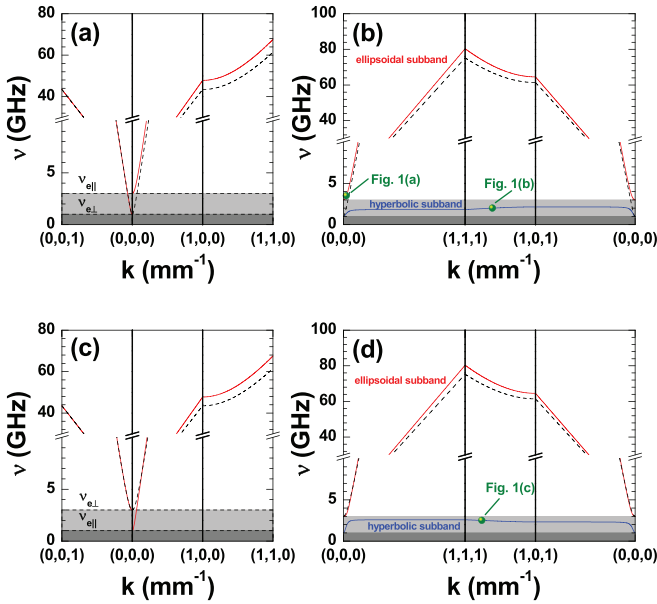 (a)
80
60
40
5
0
ν (GHz)
νe||
νe⊥
(0,0,1) (0,0,0) (1,0,0) (1,1,0)
k (mm⁻¹)
(b)
100
80
60
40
5
0
ν (GHz)
ellipsoidal subband
Fig. 1(a)
Fig. 1(b)
hyperbolic subband
(0,0,0) (1,1,1) (1,0,1) (0,0,0)
k (mm⁻¹)
(c)
80
60
40
5
0
ν (GHz)
νe⊥
νe||
(0,0,1) (0,0,0) (1,0,0) (1,1,0)
k (mm⁻¹)
(d)
100
80
60
40
5
0
ν (GHz)
ellipsoidal subband
Fig. 1(c)
hyperbolic subband
(0,0,0) (1,1,1) (1,0,1) (0,0,0)
k (mm⁻¹)